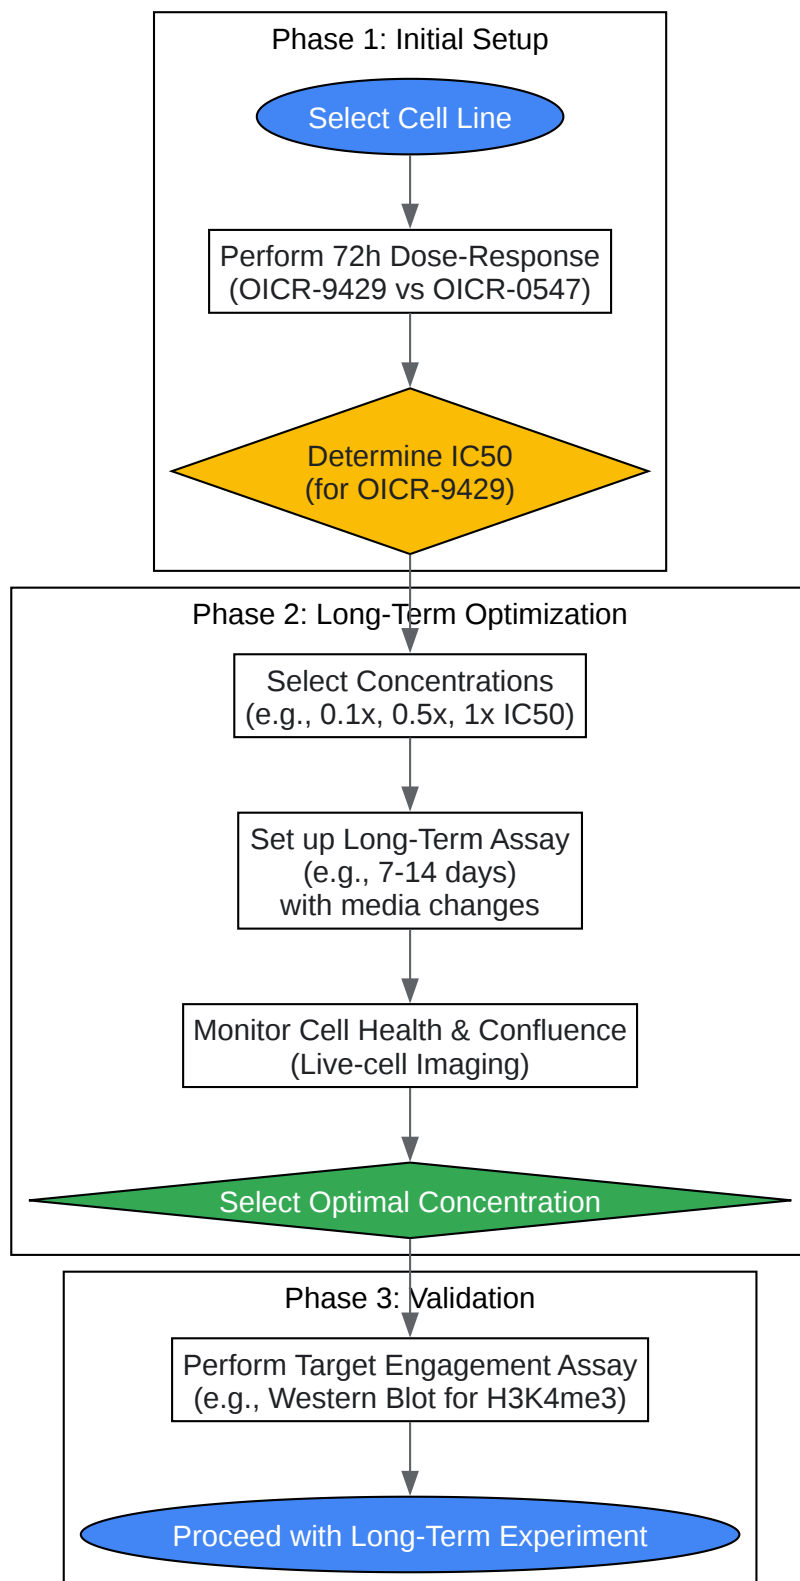 Phase 1: Initial Setup
Select Cell Line
Perform 72h Dose-Response
(OICR-9429 vs OICR-0547)
Determine IC50
(for OICR-9429)
Phase 2: Long-Term Optimization
Select Concentrations
(e.g., 0.1x, 0.5x, 1x IC50)
Set up Long-Term Assay
(e.g., 7-14 days)
with media changes
Monitor Cell Health & Confluence
(Live-cell Imaging)
Select Optimal Concentration
Phase 3: Validation
Perform Target Engagement Assay
(e.g., Western Blot for H3K4me3)
Proceed with Long-Term Experiment